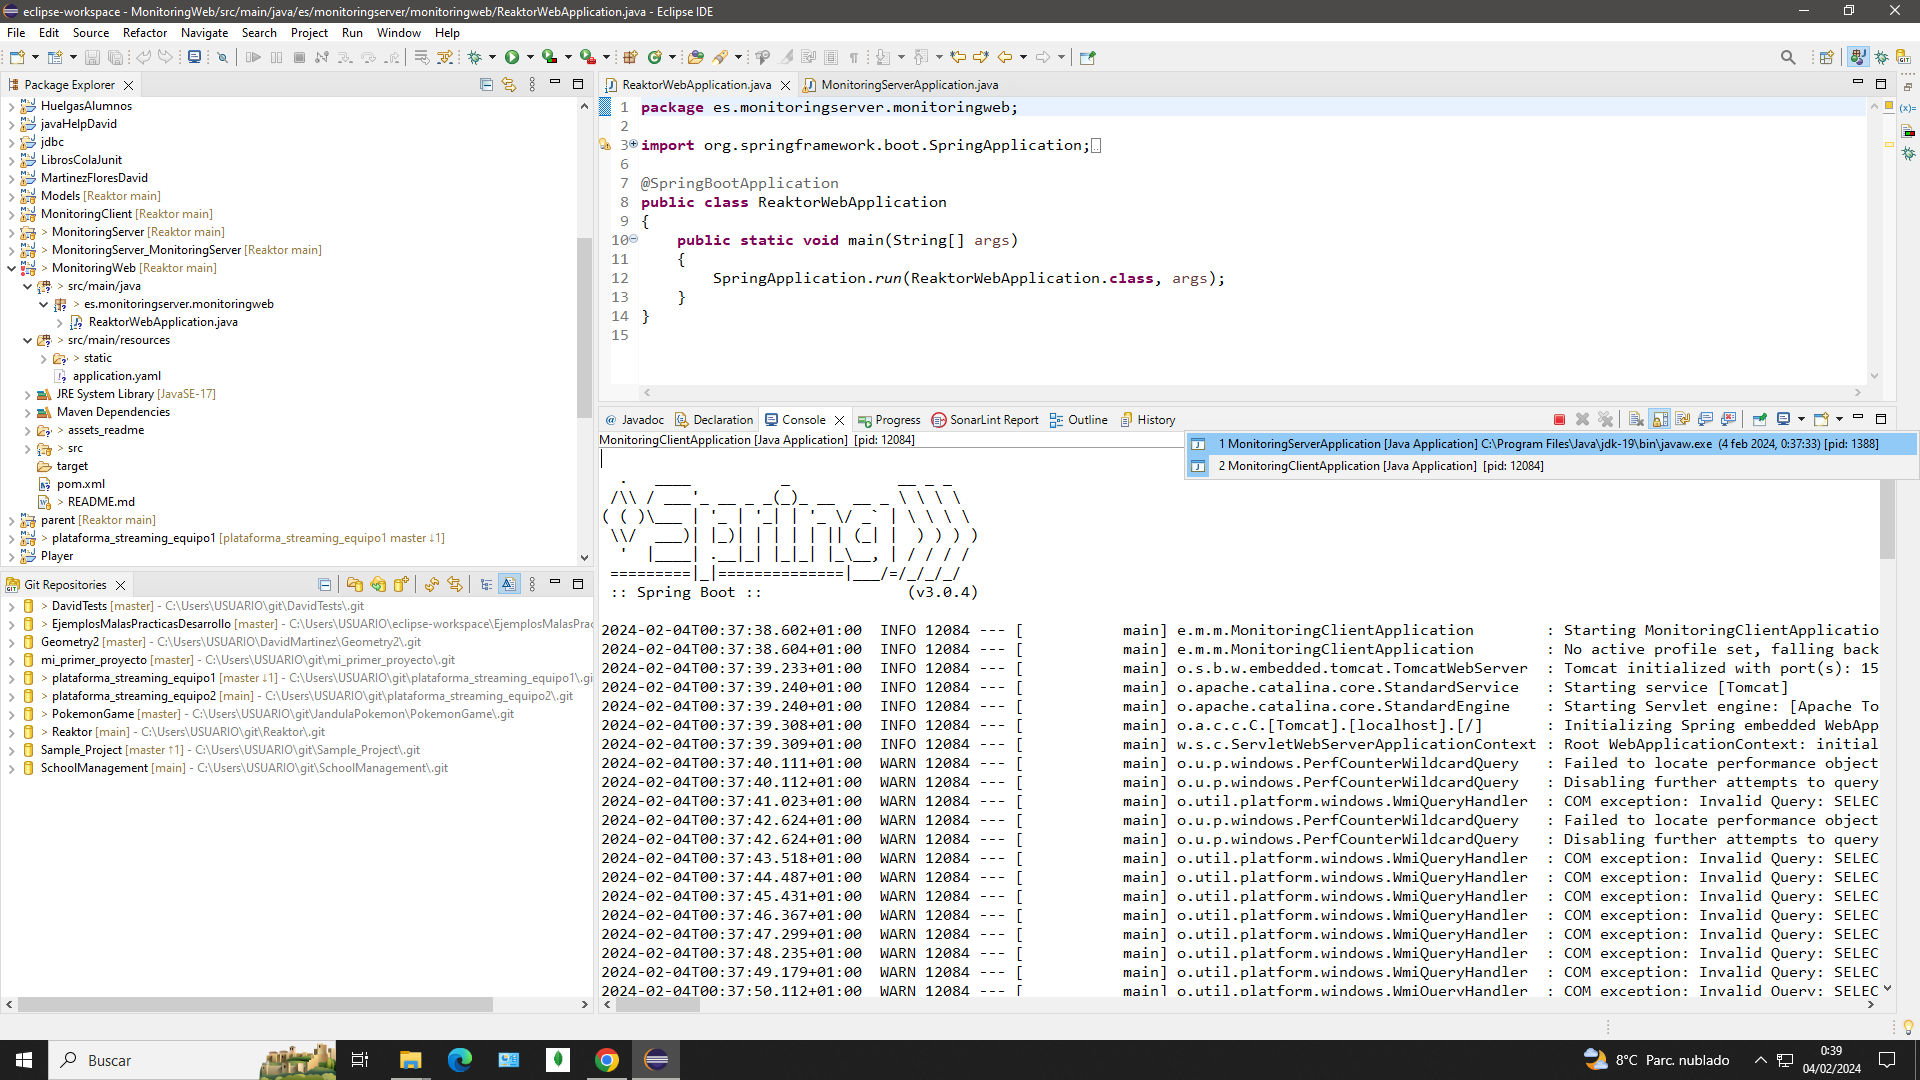 eclipse-workspace - MonitoringWeb/src/main/java/es/monitoringserver/monitoringweb/ReaktorWebApplication.java - Eclipse IDE
File Edit Source Refactor Navigate Search Project Run Window Help
Package Explorer
HuelgasAlumnos
javaHelpDavid
jdbc
LibrosColaJunit
MartinezFloresDavid
Models [Reaktor main]
MonitoringClient [Reaktor main]
> MonitoringServer [Reaktor main]
> MonitoringServer_MonitoringServer [Reaktor main]
> MonitoringWeb [Reaktor main]
> src/main/java
> es.monitoringserver.monitoringweb
ReaktorWebApplication.java
> src/main/resources
> static
application.yaml
JRE System Library [JavaSE-17]
Maven Dependencies
> assets_readme
> src
target
pom.xml
> README.md
parent [Reaktor main]
> plataforma_streaming_equipo1 [plataforma_streaming_equipo1 master ↓1]
Player
Git Repositories
> DavidTests [master] - C:\Users\USUARIO\git\DavidTests\.git
> EjemplosMalasPracticasDesarrollo [master] - C:\Users\USUARIO\eclipse-workspace\EjemplosMalasPrac
Geometry2 [master] - C:\Users\USUARIO\DavidMartinez\Geometry2\.git
mi_primer_proyecto [master] - C:\Users\USUARIO\git\mi_primer_proyecto\.git
> plataforma_streaming_equipo1 [master ↓1] - C:\Users\USUARIO\git\plataforma_streaming_equipo1\.gi
> plataforma_streaming_equipo2 [main] - C:\Users\USUARIO\git\plataforma_streaming_equipo2\.git
> PokemonGame [master] - C:\Users\USUARIO\git\JandulaPokemon\PokemonGame\.git
> Reaktor [main] - C:\Users\USUARIO\git\Reaktor\.git
Sample_Project [master ↑1] - C:\Users\USUARIO\git\Sample_Project\.git
SchoolManagement [main] - C:\Users\USUARIO\git\SchoolManagement\.git
ReaktorWebApplication.java MonitoringServerApplication.java
1 package es.monitoringserver.monitoringweb;
2
3 import org.springframework.boot.SpringApplication;
6
7 @SpringBootApplication
8 public class ReaktorWebApplication
9 {
10 public static void main(String[] args)
11 {
12 SpringApplication.run(ReaktorWebApplication.class, args);
13 }
14 }
15
@ Javadoc Declaration Console Progress SonarLint Report Outline History
MonitoringClientApplication [Java Application] [pid: 12084]
1 MonitoringServerApplication [Java Application] C:\Program Files\Java\jdk-19\bin\javaw.exe (4 feb 2024, 0:37:33) [pid: 1388]
2 MonitoringClientApplication [Java Application] [pid: 12084]
  .   ____          _            __ _ _
 /\\ / ___'_ __ _ _(_)_ __  __ _ \ \ \ \
( ( )\___ | '_ | '_| | '_ \/ _` | \ \ \ \
 \\/  ___)| |_)| | | | | || (_| |  ) ) ) )
  '  |____| .__|_| |_|_| |_\__, | / / / /
 =========|_|==============|___/=/_/_/_/
 :: Spring Boot ::                (v3.0.4)
2024-02-04T00:37:38.602+01:00 INFO 12084 --- [ main] e.m.m.MonitoringClientApplication : Starting MonitoringClientApplicatio
2024-02-04T00:37:38.604+01:00 INFO 12084 --- [ main] e.m.m.MonitoringClientApplication : No active profile set, falling back
2024-02-04T00:37:39.233+01:00 INFO 12084 --- [ main] o.s.b.w.embedded.tomcat.TomcatWebServer : Tomcat initialized with port(s): 15
2024-02-04T00:37:39.240+01:00 INFO 12084 --- [ main] o.apache.catalina.core.StandardService : Starting service [Tomcat]
2024-02-04T00:37:39.240+01:00 INFO 12084 --- [ main] o.apache.catalina.core.StandardEngine : Starting Servlet engine: [Apache To
2024-02-04T00:37:39.308+01:00 INFO 12084 --- [ main] o.a.c.c.C.[Tomcat].[localhost].[/] : Initializing Spring embedded WebApp
2024-02-04T00:37:39.309+01:00 INFO 12084 --- [ main] w.s.c.ServletWebServerApplicationContext : Root WebApplicationContext: initial
2024-02-04T00:37:40.111+01:00 WARN 12084 --- [ main] o.u.p.windows.PerfCounterWildcardQuery : Failed to locate performance object
2024-02-04T00:37:40.112+01:00 WARN 12084 --- [ main] o.u.p.windows.PerfCounterWildcardQuery : Disabling further attempts to query
2024-02-04T00:37:41.023+01:00 WARN 12084 --- [ main] o.util.platform.windows.WmiQueryHandler : COM exception: Invalid Query: SELEC
2024-02-04T00:37:42.624+01:00 WARN 12084 --- [ main] o.u.p.windows.PerfCounterWildcardQuery : Failed to locate performance object
2024-02-04T00:37:42.624+01:00 WARN 12084 --- [ main] o.u.p.windows.PerfCounterWildcardQuery : Disabling further attempts to query
2024-02-04T00:37:43.518+01:00 WARN 12084 --- [ main] o.util.platform.windows.WmiQueryHandler : COM exception: Invalid Query: SELEC
2024-02-04T00:37:44.487+01:00 WARN 12084 --- [ main] o.util.platform.windows.WmiQueryHandler : COM exception: Invalid Query: SELEC
2024-02-04T00:37:45.431+01:00 WARN 12084 --- [ main] o.util.platform.windows.WmiQueryHandler : COM exception: Invalid Query: SELEC
2024-02-04T00:37:46.367+01:00 WARN 12084 --- [ main] o.util.platform.windows.WmiQueryHandler : COM exception: Invalid Query: SELEC
2024-02-04T00:37:47.299+01:00 WARN 12084 --- [ main] o.util.platform.windows.WmiQueryHandler : COM exception: Invalid Query: SELEC
2024-02-04T00:37:48.235+01:00 WARN 12084 --- [ main] o.util.platform.windows.WmiQueryHandler : COM exception: Invalid Query: SELEC
2024-02-04T00:37:49.179+01:00 WARN 12084 --- [ main] o.util.platform.windows.WmiQueryHandler : COM exception: Invalid Query: SELEC
2024-02-04T00:37:50.112+01:00 WARN 12084 --- [ main] o.util.platform.windows.WmiQueryHandler : COM exception: Invalid Query: SELEC
Buscar
8°C Parc. nublado
0:39
04/02/2024